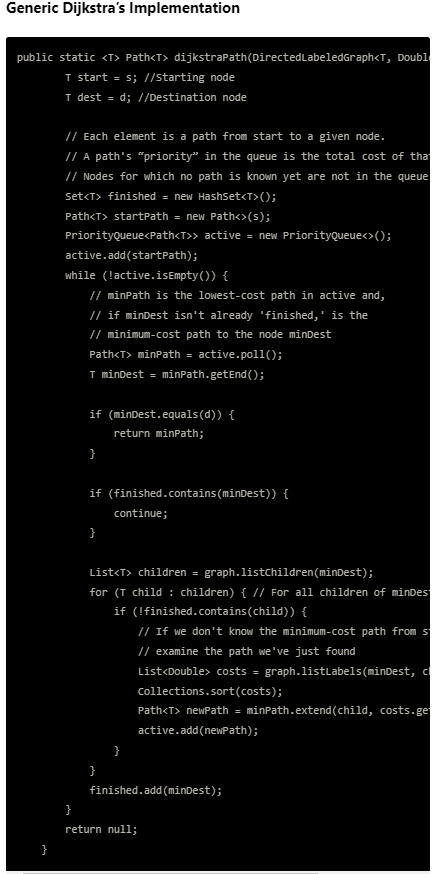 Generic Dijkstra's Implementation
public static <T> Path<T> dijkstraPath(DirectedLabeledGraph<T, Doubl
T start = s; //Starting node
T dest = d; //Destination node
// Each element is a path from start to a given node.
// A path's “priority” in the queue is the total cost of tha
// Nodes for which no path is known yet are not in the queue
Set<T> finished = new HashSet<T>();
Path<T> startPath = new Path<>(s);
PriorityQueue<Path<T>> active = new PriorityQueue<>();
active.add(startPath);
while (!active.isEmpty()) {
// minPath is the lowest-cost path in active and,
// if minDest isn't already 'finished,' is the
// minimum-cost path to the node minDest
Path<T> minPath = active.poll();
T minDest = minPath.getEnd();
if (minDest.equals(d)) {
return minPath;
}
if (finished.contains(minDest)) {
continue;
}
List<T> children = graph.listChildren(minDest);
for (T child : children) { // For all children of minDes
if (!finished.contains(child)) {
// If we don't know the minimum-cost path from s
// examine the path we've just found
List<Double> costs = graph.listLabels(minDest, c
Collections.sort(costs);
Path<T> newPath = minPath.extend(child, costs.ge
active.add(newPath);
}
}
finished.add(minDest);
}
return null;
}